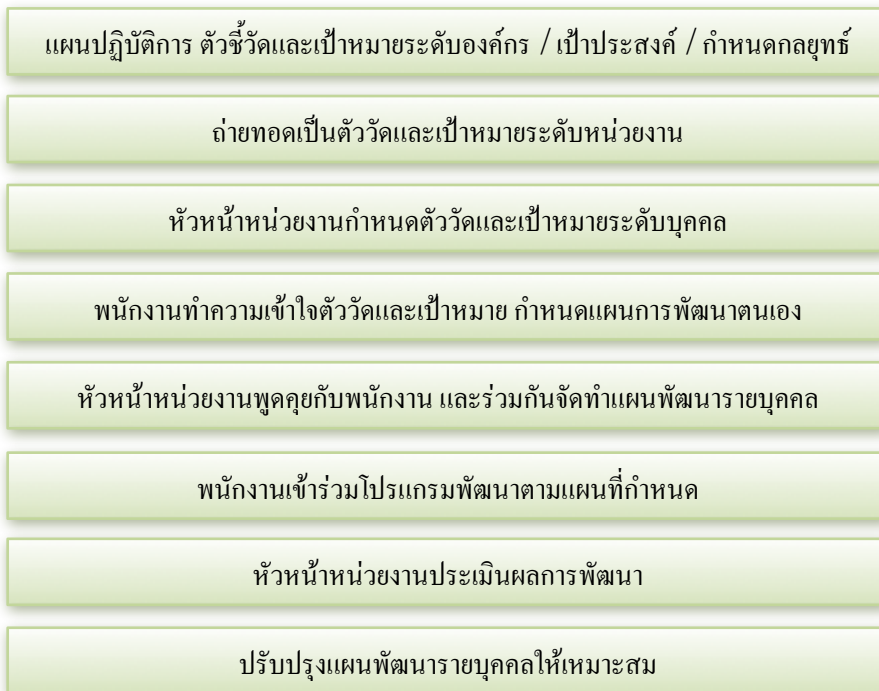 แผนปฏิบัติการ ตัวชี้วัดและเป้าหมายระดับองค์กร / เป้าประสงค์ / กำหนดกลยุทธ์
ถ่ายทอดเป็นตัววัดและเป้าหมายระดับหน่วยงาน
หัวหน้าหน่วยงานกำหนดตัววัดและเป้าหมายระดับบุคคล
พนักงานทำความเข้าใจตัววัดและเป้าหมาย กำหนดแผนการพัฒนาตนเอง
หัวหน้าหน่วยงานพูดคุยกับพนักงาน และร่วมกันจัดทำแผนพัฒนารายบุคคล
พนักงานเข้าร่วมโปรแกรมพัฒนาตามแผนที่กำหนด
หัวหน้าหน่วยงานประเมินผลการพัฒนา
ปรับปรุงแผนพัฒนารายบุคคลให้เหมาะสม